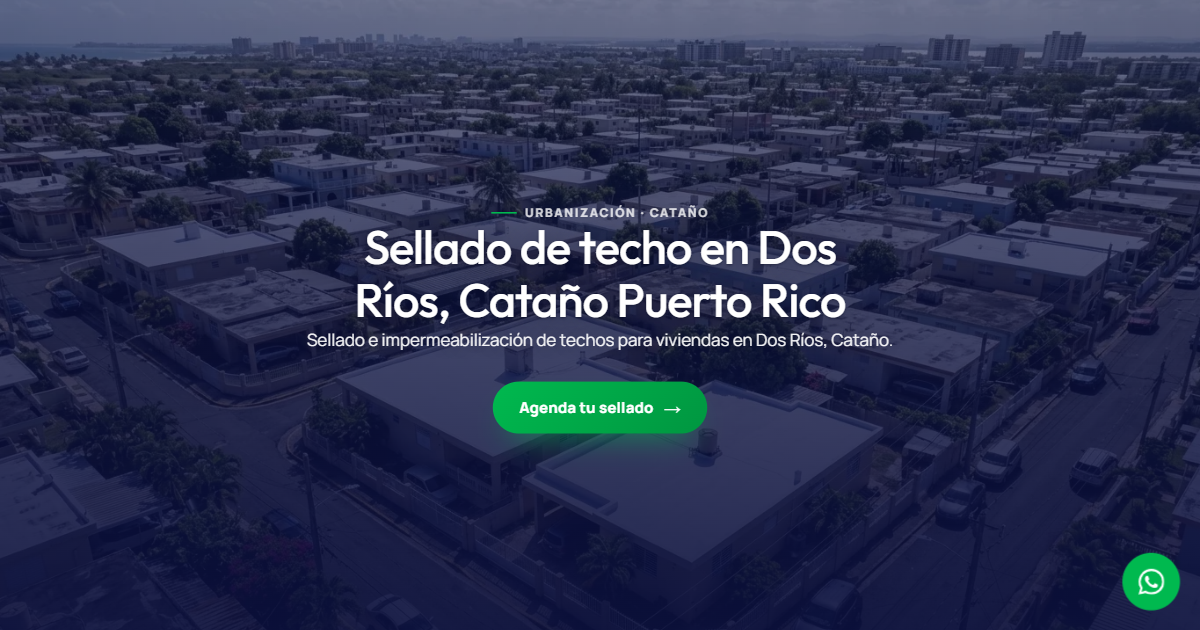 URBANIZACIÓN · CATAÑO
Sellado de techo en Dos
Ríos, Cataño Puerto Rico
Sellado e impermeabilización de techos para viviendas en Dos Ríos, Cataño.
Agenda tu sellado →